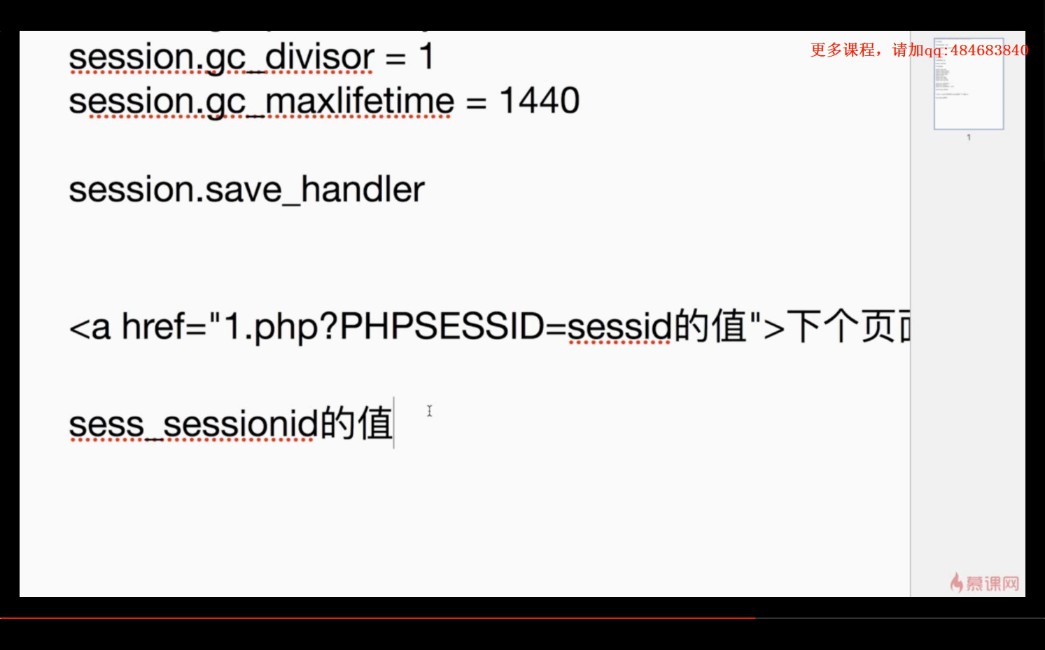 session.gc_divisor = 1
更多课程，请加qq:484683840
session.gc_maxlifetime = 1440
session.save_handler
<a href="1.php?PHPSESSID=sessid的值">下个页
sess_sessionid的值
1
慕课网